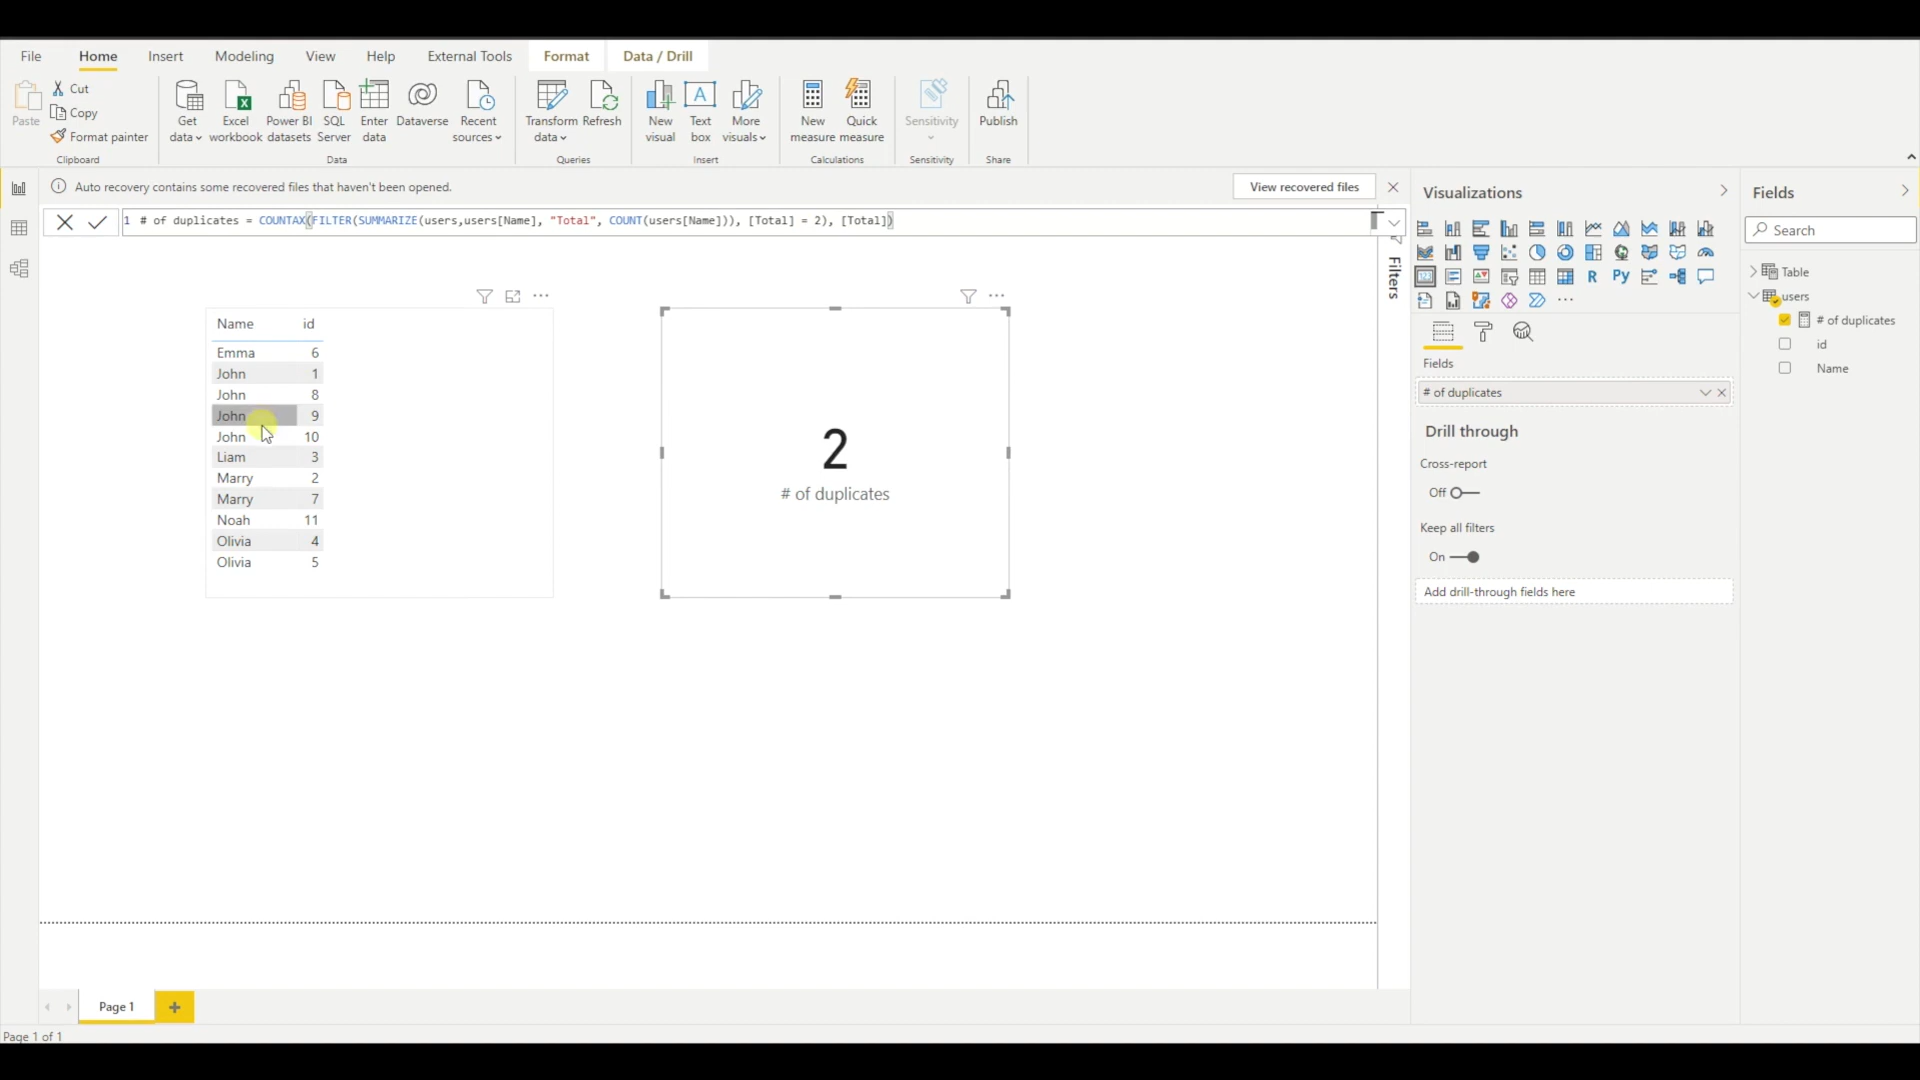 File Home Insert Modeling View Help External Tools Format Data / Drill
Paste
Cut
Copy
Format painter
Clipboard
Get data
Excel workbook
Power BI datasets
SQL Server
Enter data
Dataverse
Recent sources
Data
Transform data
Refresh
Queries
New visual
Text box
More visuals
Insert
New measure
Quick measure
Calculations
Sensitivity
Sensitivity
Publish
Share
Auto recovery contains some recovered files that haven't been opened.
View recovered files
1 # of duplicates = COUNTAX(FILTER(SUMMARIZE(users,users[Name], "Total", COUNT(users[Name])), [Total] = 2), [Total])
Name id
Emma 6
John 1
John 8
John 9
John 10
Liam 3
Marry 2
Marry 7
Noah 11
Olivia 4
Olivia 5
2
# of duplicates
Filters
Visualizations
R Py
123
Fields
# of duplicates
Drill through
Cross-report
Off
Keep all filters
On
Add drill-through fields here
Fields
Search
Table
users
# of duplicates
id
Name
Page 1
Page 1 of 1